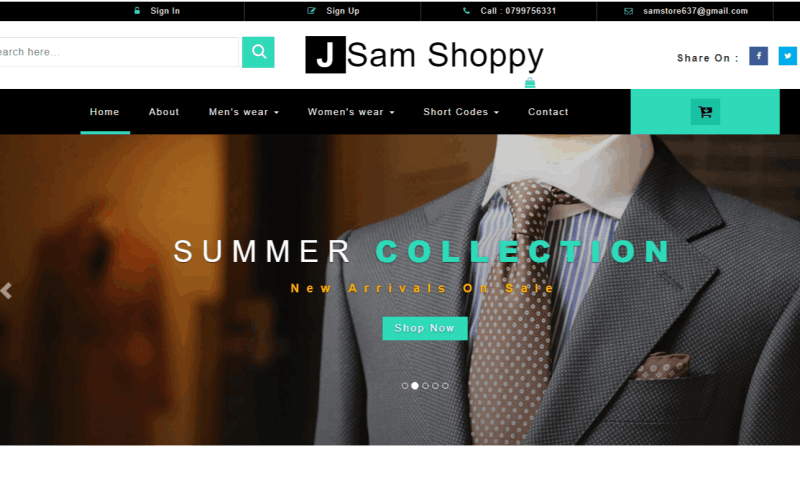 Sign In
Sign Up
Call : 0799756331
samstore637@gmail.com
earch here...
J Sam Shoppy
Share On :
Home
About
Men's wear
Women's wear
Short Codes
Contact
SUMMER COLLECTION
New Arrivals On Sale
Shop Now